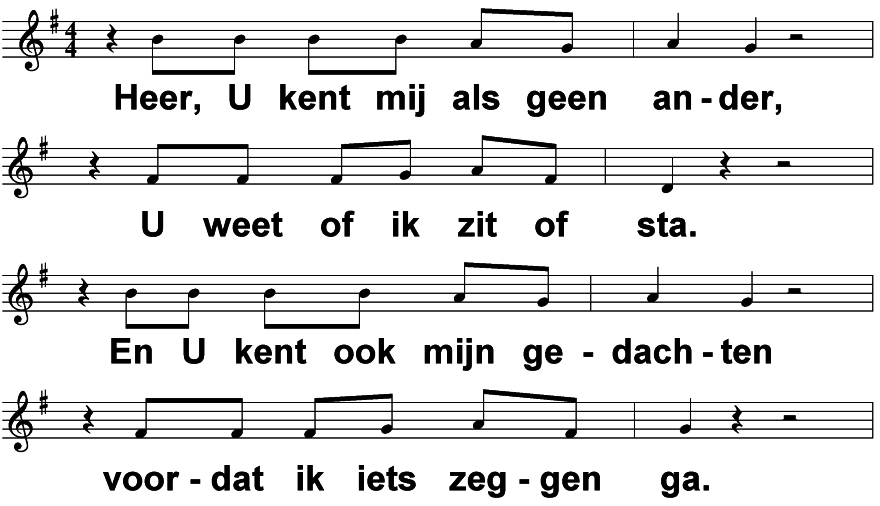 Heer, U kent mij als geen an - der,
U weet of ik zit of sta.
En U kent ook mijn ge - dach - ten
voor - dat ik iets zeg - gen ga.